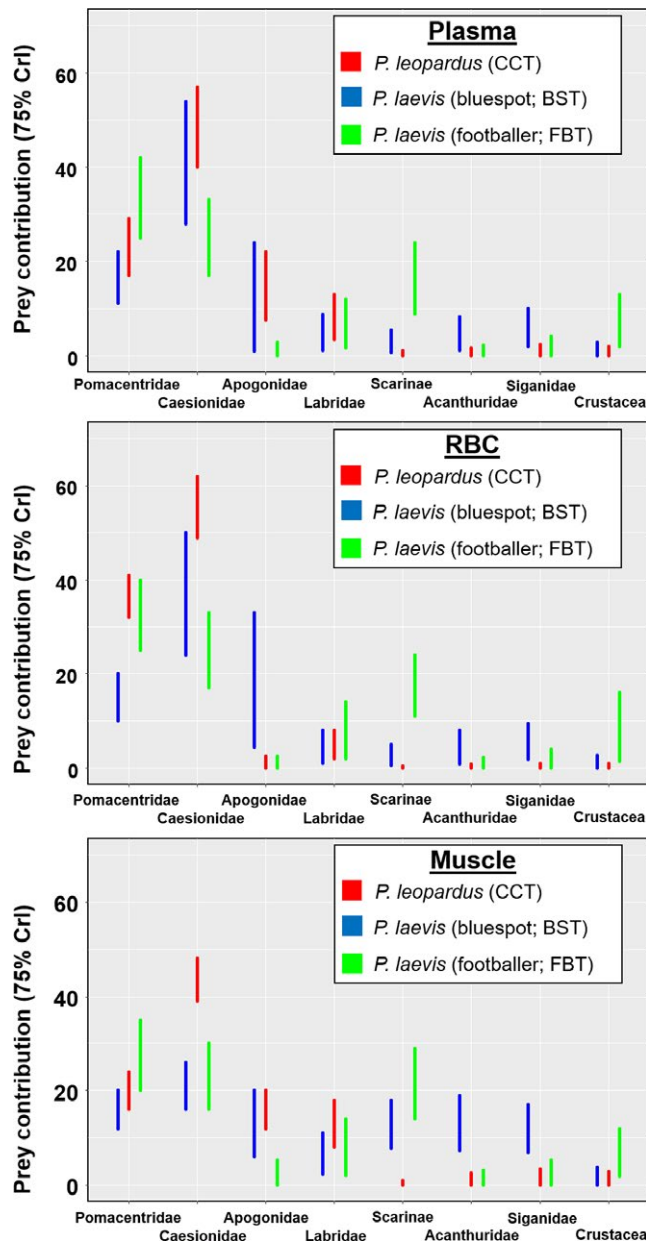 Prey contribution (75% CrI)
60
40
20
0
Plasma
P. leopardus (CCT)
P. laevis (bluespot; BST)
P. laevis (footballer; FBT)
Pomacentridae Apogonidae Scarinae Siganidae
Caesionidae Labridae Acanthuridae Crustacea
Prey contribution (75% CrI)
60
40
20
0
RBC
P. leopardus (CCT)
P. laevis (bluespot; BST)
P. laevis (footballer; FBT)
Pomacentridae Apogonidae Scarinae Siganidae
Caesionidae Labridae Acanthuridae Crustacea
Prey contribution (75% CrI)
60
40
20
0
Muscle
P. leopardus (CCT)
P. laevis (bluespot; BST)
P. laevis (footballer; FBT)
Pomacentridae Apogonidae Scarinae Siganidae
Caesionidae Labridae Acanthuridae Crustacea